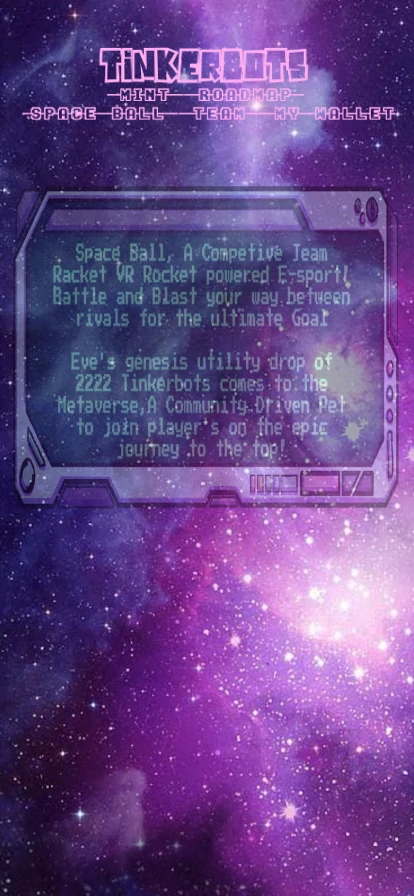 TINKERBOTS
MINT ROADMAP
SPACE BALL TEAM MY WALLET
Space Ball, A Competive Team
Racket VR Rocket powered E-sport!
Battle and Blast your way between
rivals for the ultimate Goal
Eve's genesis utility drop of
2222 Tinkerbots comes to the
Metaverse,A Community Driven Pet
to join player's on the epic
journey to the top!